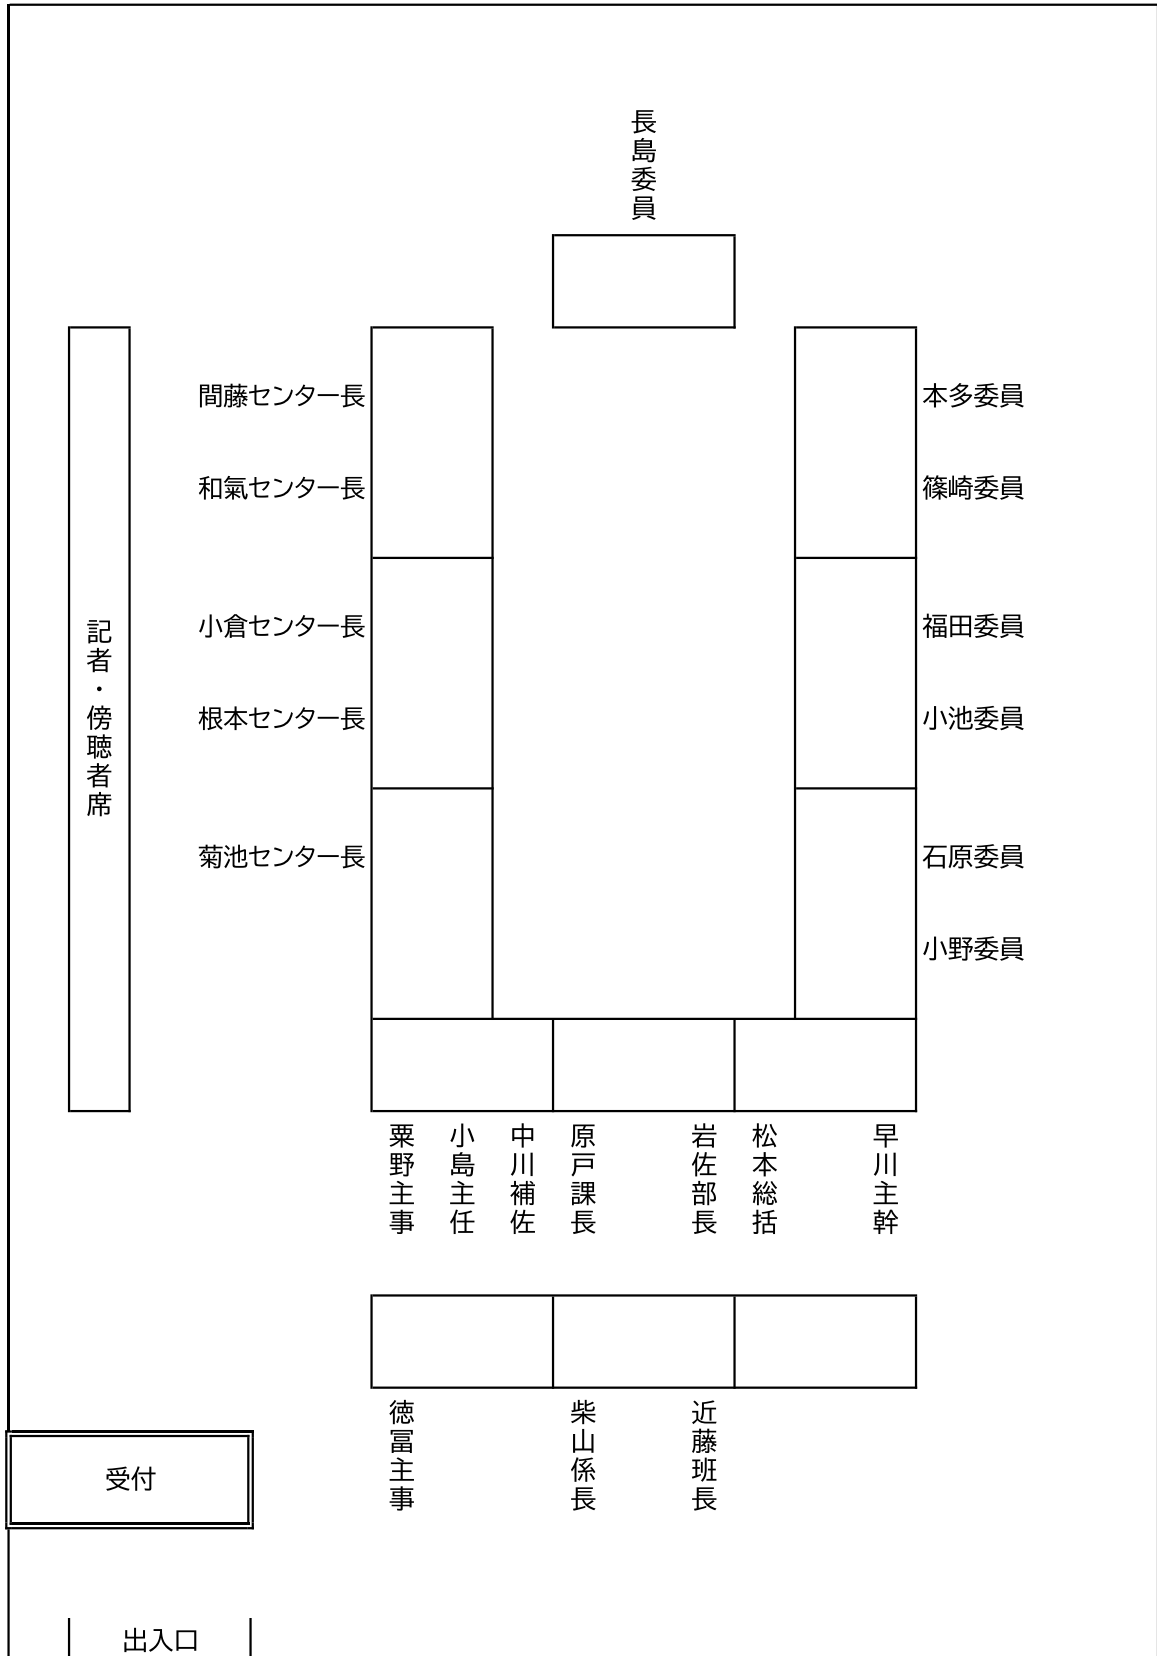 長島委員
間藤センター長
本多委員
和氣センター長
篠崎委員
小倉センター長
福田委員
記者・傍聴者席
根本センター長
小池委員
菊池センター長
石原委員
小野委員
粟野主事
小島主任
中川補佐
原戸課長
岩佐部長
松本総括
早川主幹
徳冨主事
柴山係長
近藤班長
受付
出入口